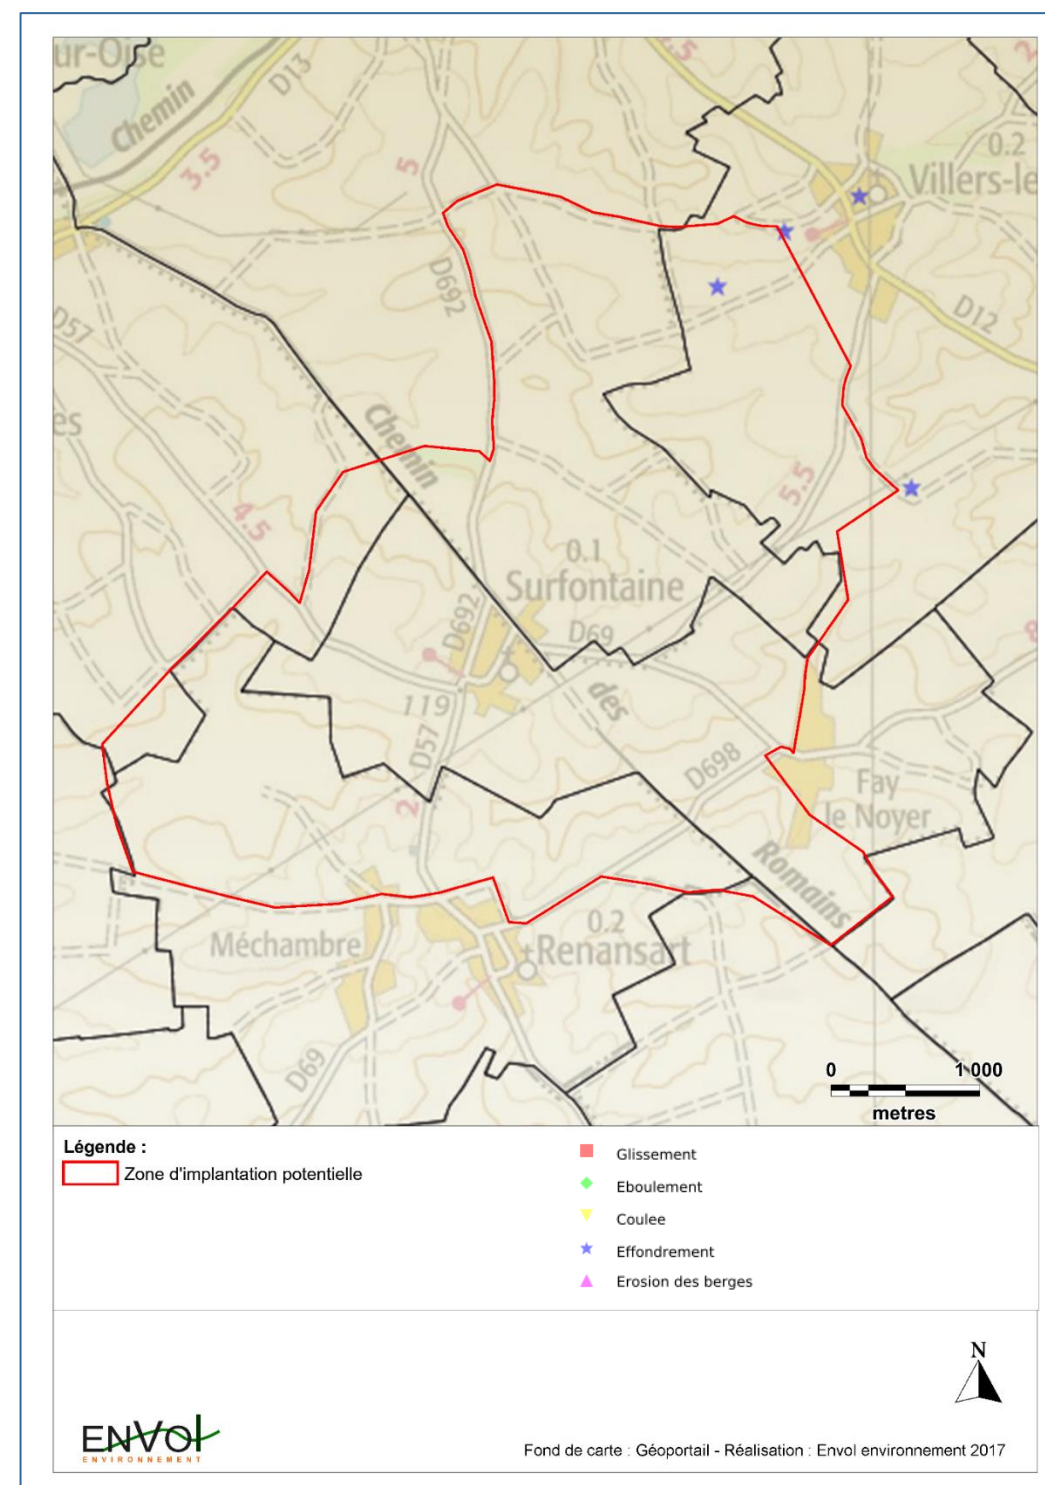 ur-Oise
D13
Chemin
3.5
5
2.5
0.2
Villers-le
D692
D12
D57
es
Chemin
4.5
5.5
0.1
Surfontaine
D692
D69
119
des
D57
D698
8
2
Fay
le Noyer
Romains
0.2
Méchambre
Renansart
D69
0 1 000
metres
Légende :
Zone d'implantation potentielle
Glissement
Eboulement
Coulee
Effondrement
Erosion des berges
N
ENVOl
ENVIRONNEMENT
Fond de carte : Géoportail - Réalisation : Envol environnement 2017